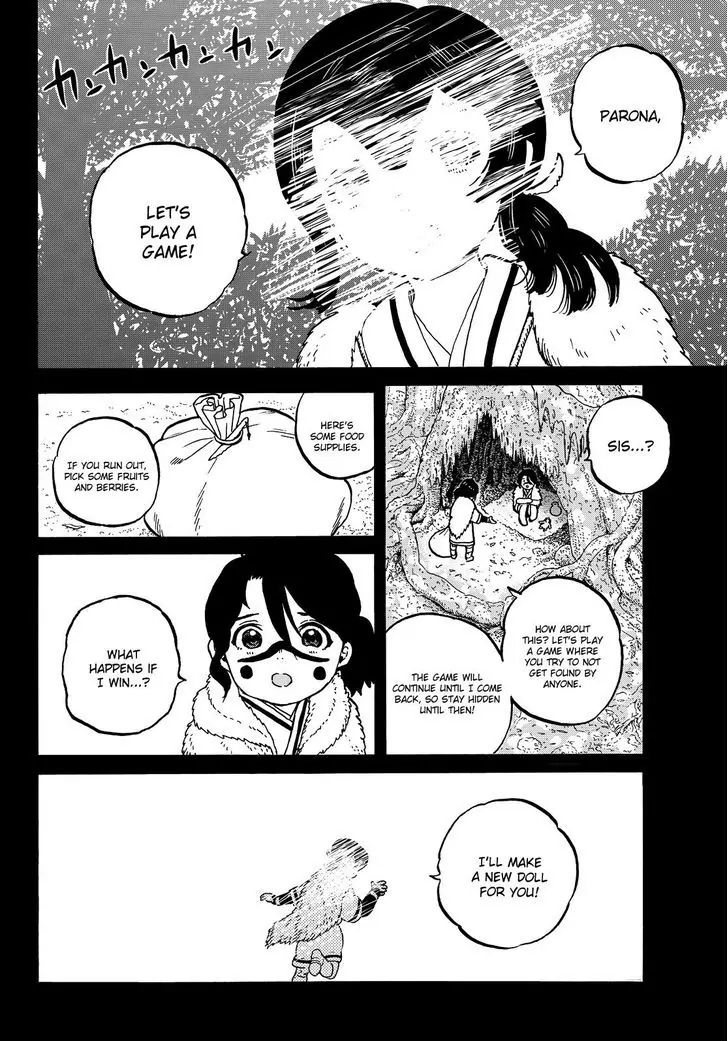 PARONA,
LET'S
PLAY A
GAME!
カンカンカンカン
SIS...?
HOW ABOUT
THIS? LET'S PLAY
A GAME WHERE
YOU TRY TO NOT
GET FOUND BY
ANYONE.
THE GAME WILL
CONTINUE UNTIL I COME
BACK, SO STAY HIDDEN
UNTIL THEN!
HERE'S
SOME FOOD
SUPPLIES.
IF YOU RUN OUT,
PICK SOME FRUITS
AND BERRIES.
WHAT
HAPPENS IF
I WIN...?
I'LL MAKE
A NEW DOLL
FOR YOU!